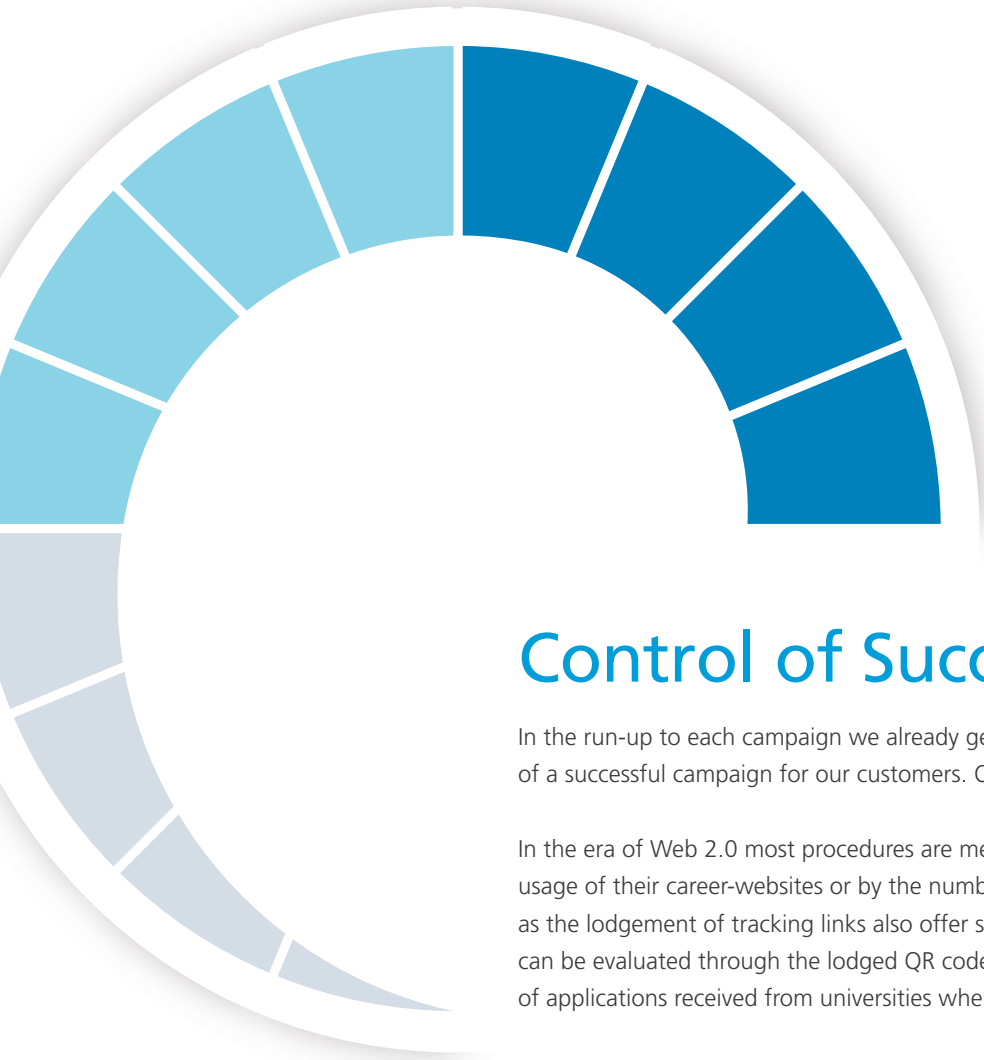 Control of Succ
In the run-up to each campaign we already ge
of a successful campaign for our customers.
In the era of Web 2.0 most procedures are me
usage of their career-websites or by the numb
as the lodgement of tracking links also offer s
can be evaluated through the lodged QR code
of applications received from universities whe